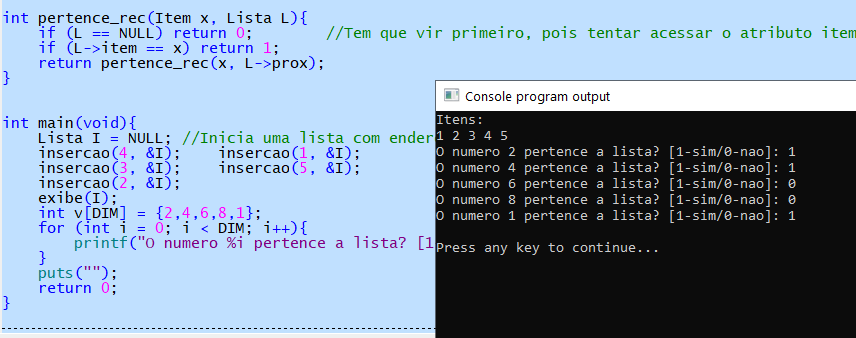 int pertence_rec(Item x, Lista L){
    if (L == NULL) return 0;        //Tem que vir primeiro, pois tentar acessar o atributo item
    if (L->item == x) return 1;
    return pertence_rec(x, L->prox);
}
int main(void){
    Lista I = NULL; //Inicia uma lista com ender
    insercao(4, &I);    insercao(1, &I);
    insercao(3, &I);    insercao(5, &I);
    insercao(2, &I);
    exibe(I);
    int v[DIM] = {2,4,6,8,1};
    for (int i = 0; i < DIM; i++){
        printf("O numero %i pertence a lista? [1
    }
    puts("");
    return 0;
}
Console program output
Itens:
1 2 3 4 5
O numero 2 pertence a lista? [1-sim/0-nao]: 1
O numero 4 pertence a lista? [1-sim/0-nao]: 1
O numero 6 pertence a lista? [1-sim/0-nao]: 0
O numero 8 pertence a lista? [1-sim/0-nao]: 0
O numero 1 pertence a lista? [1-sim/0-nao]: 1
Press any key to continue...